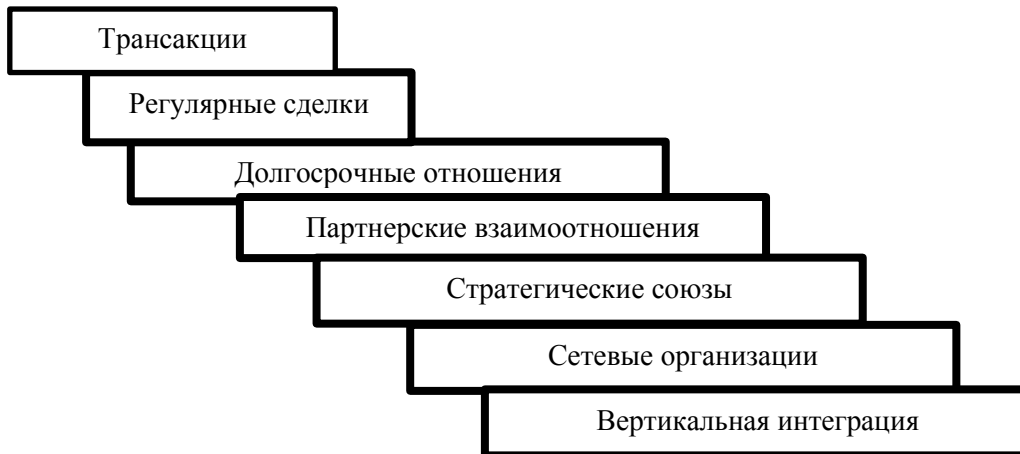 Трансакции
Регулярные сделки
Долгосрочные отношения
Партнерские взаимоотношения
Стратегические союзы
Сетевые организации
Вертикальная интеграция